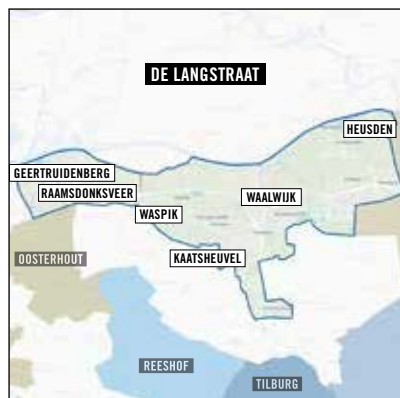 DE LANGSTRAAT
HEUSDEN
GEERTRUIDENBERG
RAAMSDONKSVEER
WAALWIJK
WASPIK
OOSTERHOUT
KAATSHEUVEL
REESHOF
TILBURG